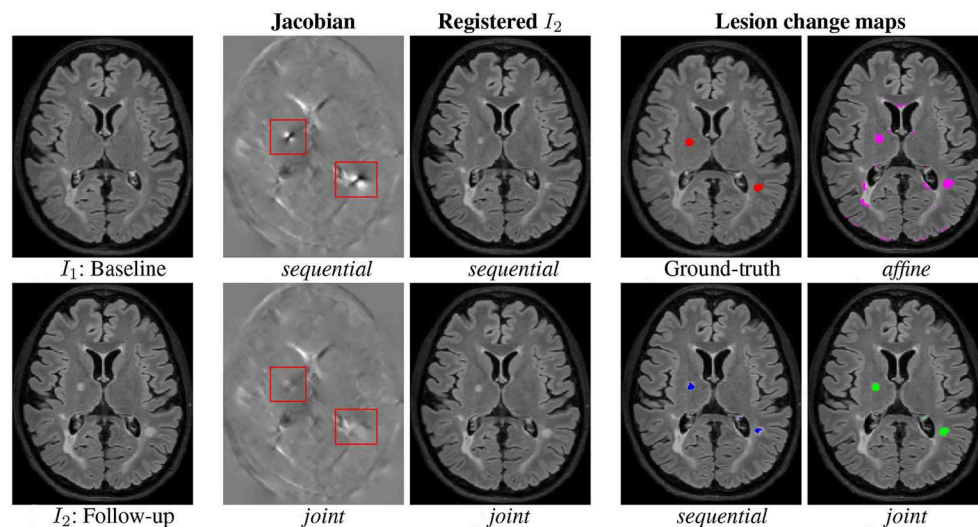 Jacobian Registered I₂ Lesion change maps
I₁: Baseline sequential sequential Ground-truth affine
I₂: Follow-up joint joint sequential joint